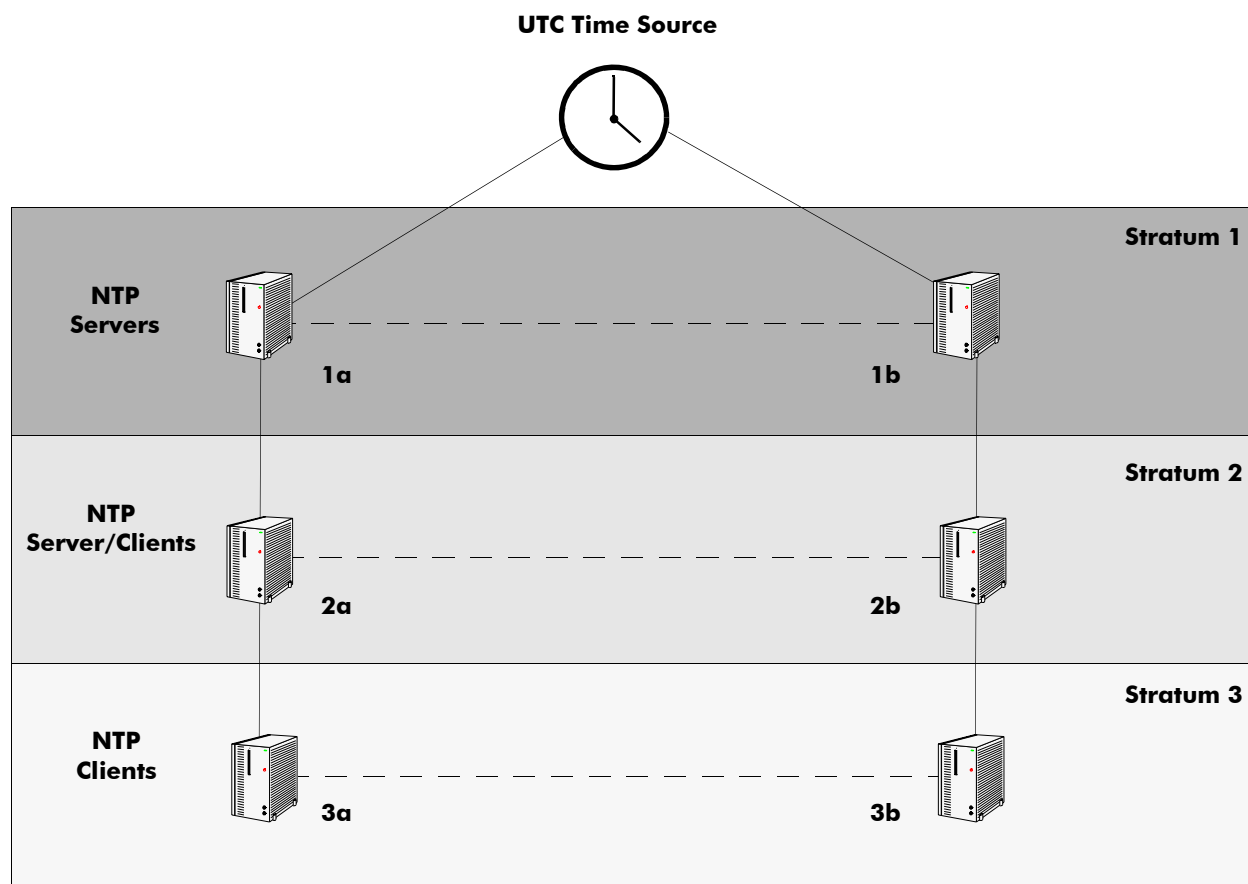 UTC Time Source
Stratum 1
NTP
Servers
1a
1b
Stratum 2
NTP
Server/Clients
2a
2b
Stratum 3
NTP
Clients
3a
3b